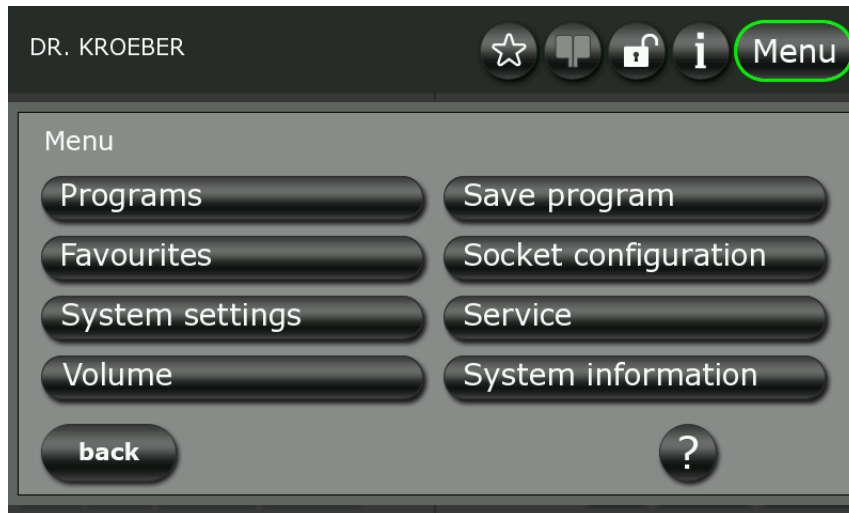 DR. KROEBER
i
Menu
Menu
Programs
Save program
Favourites
Socket configuration
System settings
Service
Volume
System information
back
?